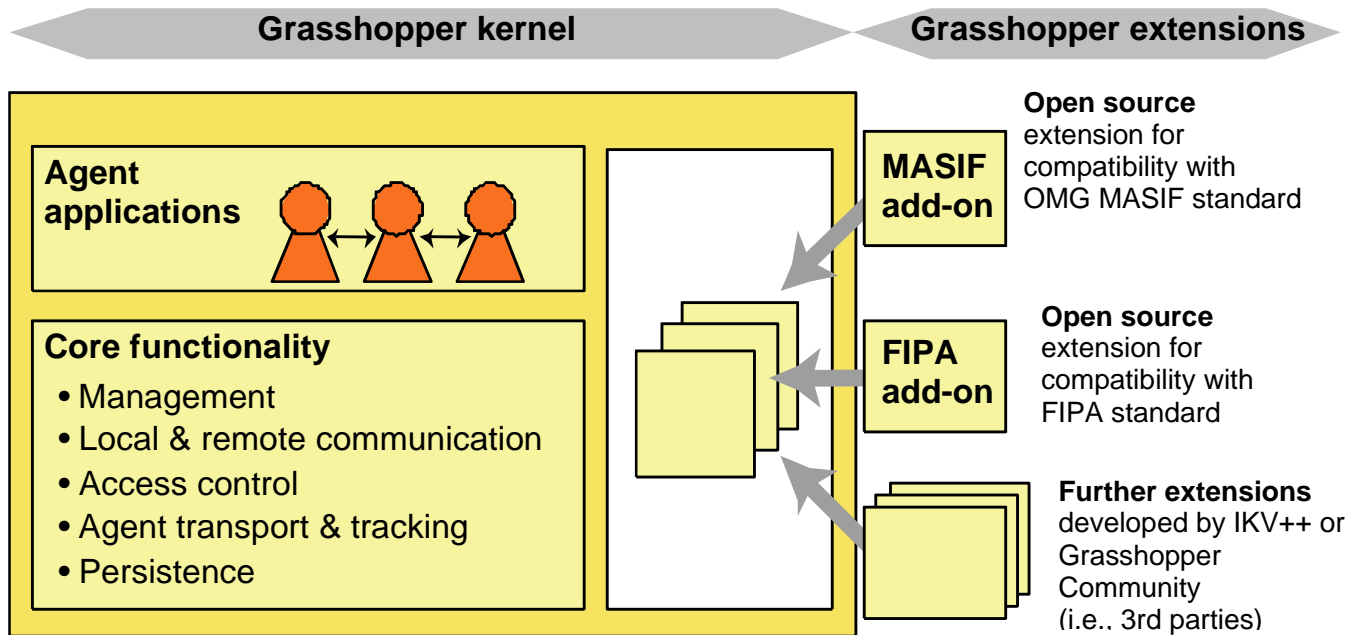 Grasshopper kernel
Grasshopper extensions
Agent
applications
Core functionality
• Management
• Local & remote communication
• Access control
• Agent transport & tracking
• Persistence
MASIF
add-on
Open source
extension for
compatibility with
OMG MASIF standard
FIPA
add-on
Open source
extension for
compatibility with
FIPA standard
Further extensions
developed by IKV++ or
Grasshopper
Community
(i.e., 3rd parties)